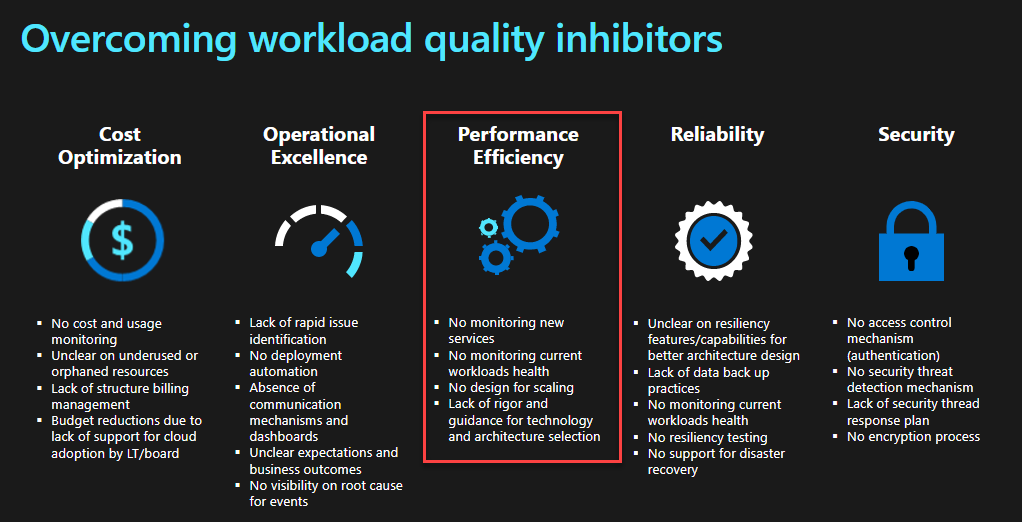 Overcoming workload quality inhibitors
Cost
Optimization
$
▪ No cost and usage
monitoring
▪ Unclear on underused or
orphaned resources
▪ Lack of structure billing
management
▪ Budget reductions due to
lack of support for cloud
adoption by LT/board
Operational
Excellence
▪ Lack of rapid issue
identification
▪ No deployment
automation
▪ Absence of
communication
mechanisms and
dashboards
▪ Unclear expectations and
business outcomes
▪ No visibility on root cause
for events
Performance
Efficiency
▪ No monitoring new
services
▪ No monitoring current
workloads health
▪ No design for scaling
▪ Lack of rigor and
guidance for technology
and architecture selection
Reliability
▪ Unclear on resiliency
features/capabilities for
better architecture design
▪ Lack of data back up
practices
▪ No monitoring current
workloads health
▪ No resiliency testing
▪ No support for disaster
recovery
Security
▪ No access control
mechanism
(authentication)
▪ No security threat
detection mechanism
▪ Lack of security thread
response plan
▪ No encryption process